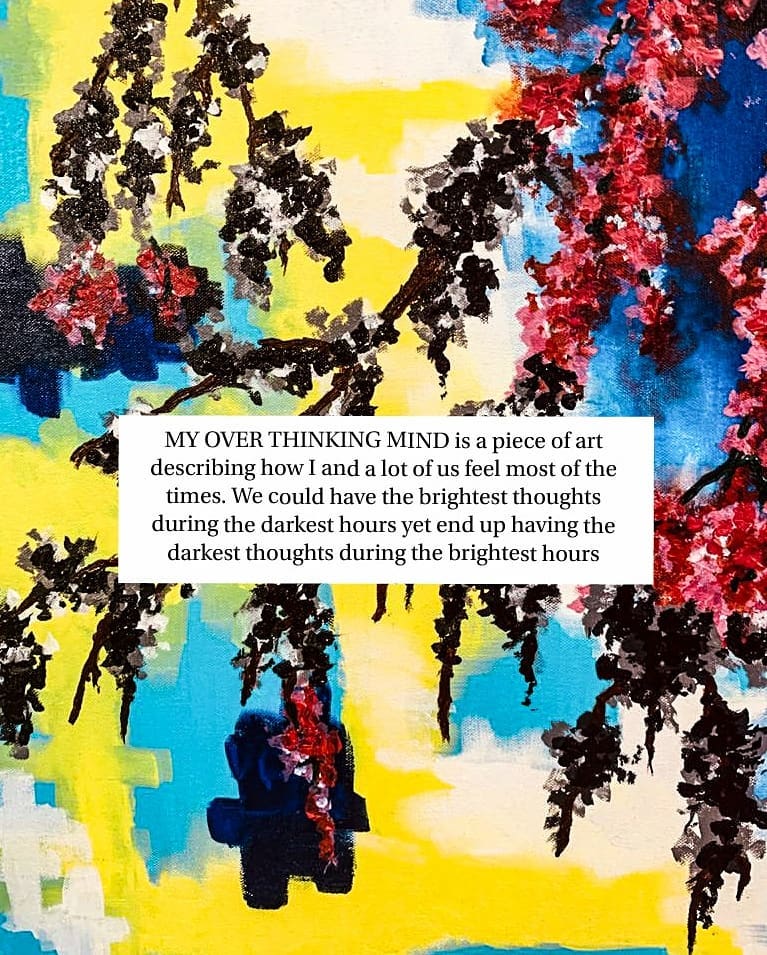 MY OVER THINKING MIND is a piece of art
describing how I and a lot of us feel most of the
times. We could have the brightest thoughts
during the darkest hours yet end up having the
darkest thoughts during the brightest hours